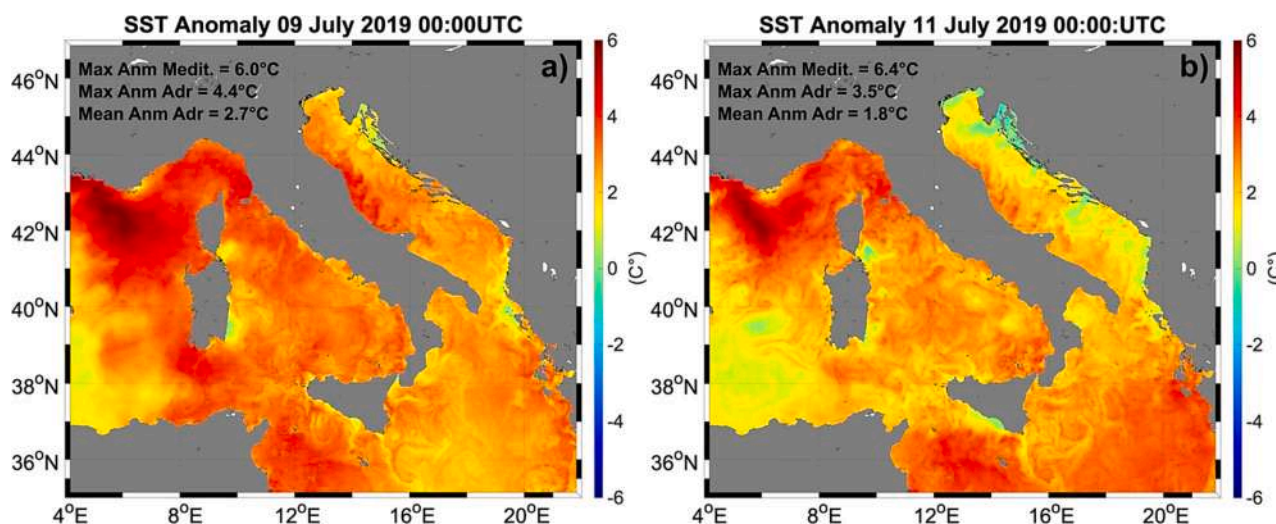 SST Anomaly 09 July 2019 00:00UTC
Max Anm Medit. = 6.0°C
Max Anm Adr = 4.4°C
Mean Anm Adr = 2.7°C
a)
46°N
44°N
42°N
40°N
38°N
36°N
4°E
8°E
12°E
16°E
20°E
6
4
2
0
-2
-4
-6
(C°)
SST Anomaly 11 July 2019 00:00:UTC
Max Anm Medit. = 6.4°C
Max Anm Adr = 3.5°C
Mean Anm Adr = 1.8°C
b)
46°N
44°N
42°N
40°N
38°N
36°N
4°E
8°E
12°E
16°E
20°E
6
4
2
0
-2
-4
-6
(C°)